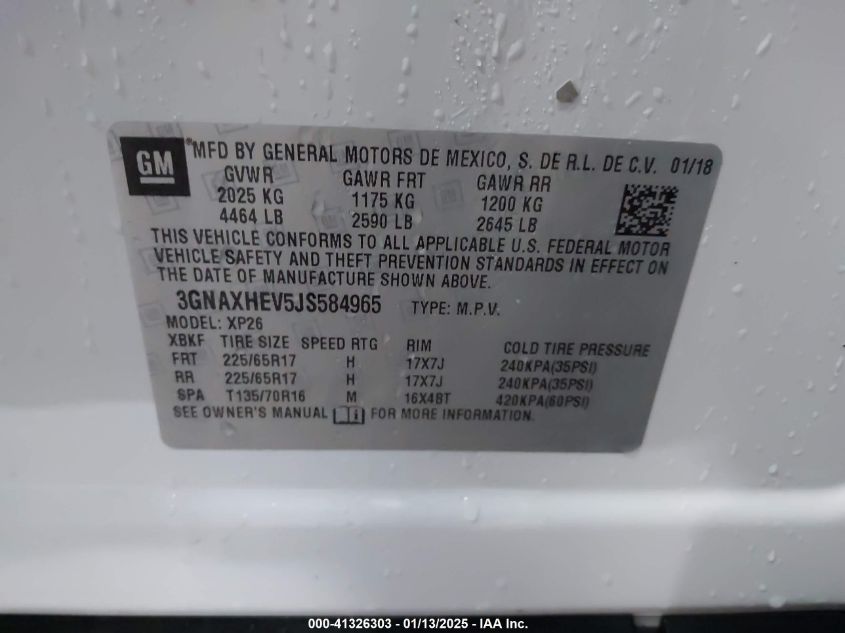 GM
MFD BY GENERAL MOTORS DE MEXICO, S. DE R.L. DE C.V. 01/18
GVWR GAWR FRT GAWR RR
2025 KG 1175 KG 1200 KG
4464 LB 2590 LB 2645 LB
THIS VEHICLE CONFORMS TO ALL APPLICABLE U.S. FEDERAL MOTOR
VEHICLE SAFETY AND THEFT PREVENTION STANDARDS IN EFFECT ON
THE DATE OF MANUFACTURE SHOWN ABOVE.
3GNAXHEV5JS584965 TYPE: M.P.V.
MODEL: XP26
XBKF TIRE SIZE SPEED RTG RIM COLD TIRE PRESSURE
FRT 225/65R17 H 17X7J 240KPA(35PSI)
RR 225/65R17 H 17X7J 240KPA(35PSI)
SPA T135/70R16 M 16X4BT 420KPA(60PSI)
SEE OWNER'S MANUAL FOR MORE INFORMATION.
000-41326303 — 01/13/2025 — IAA Inc.